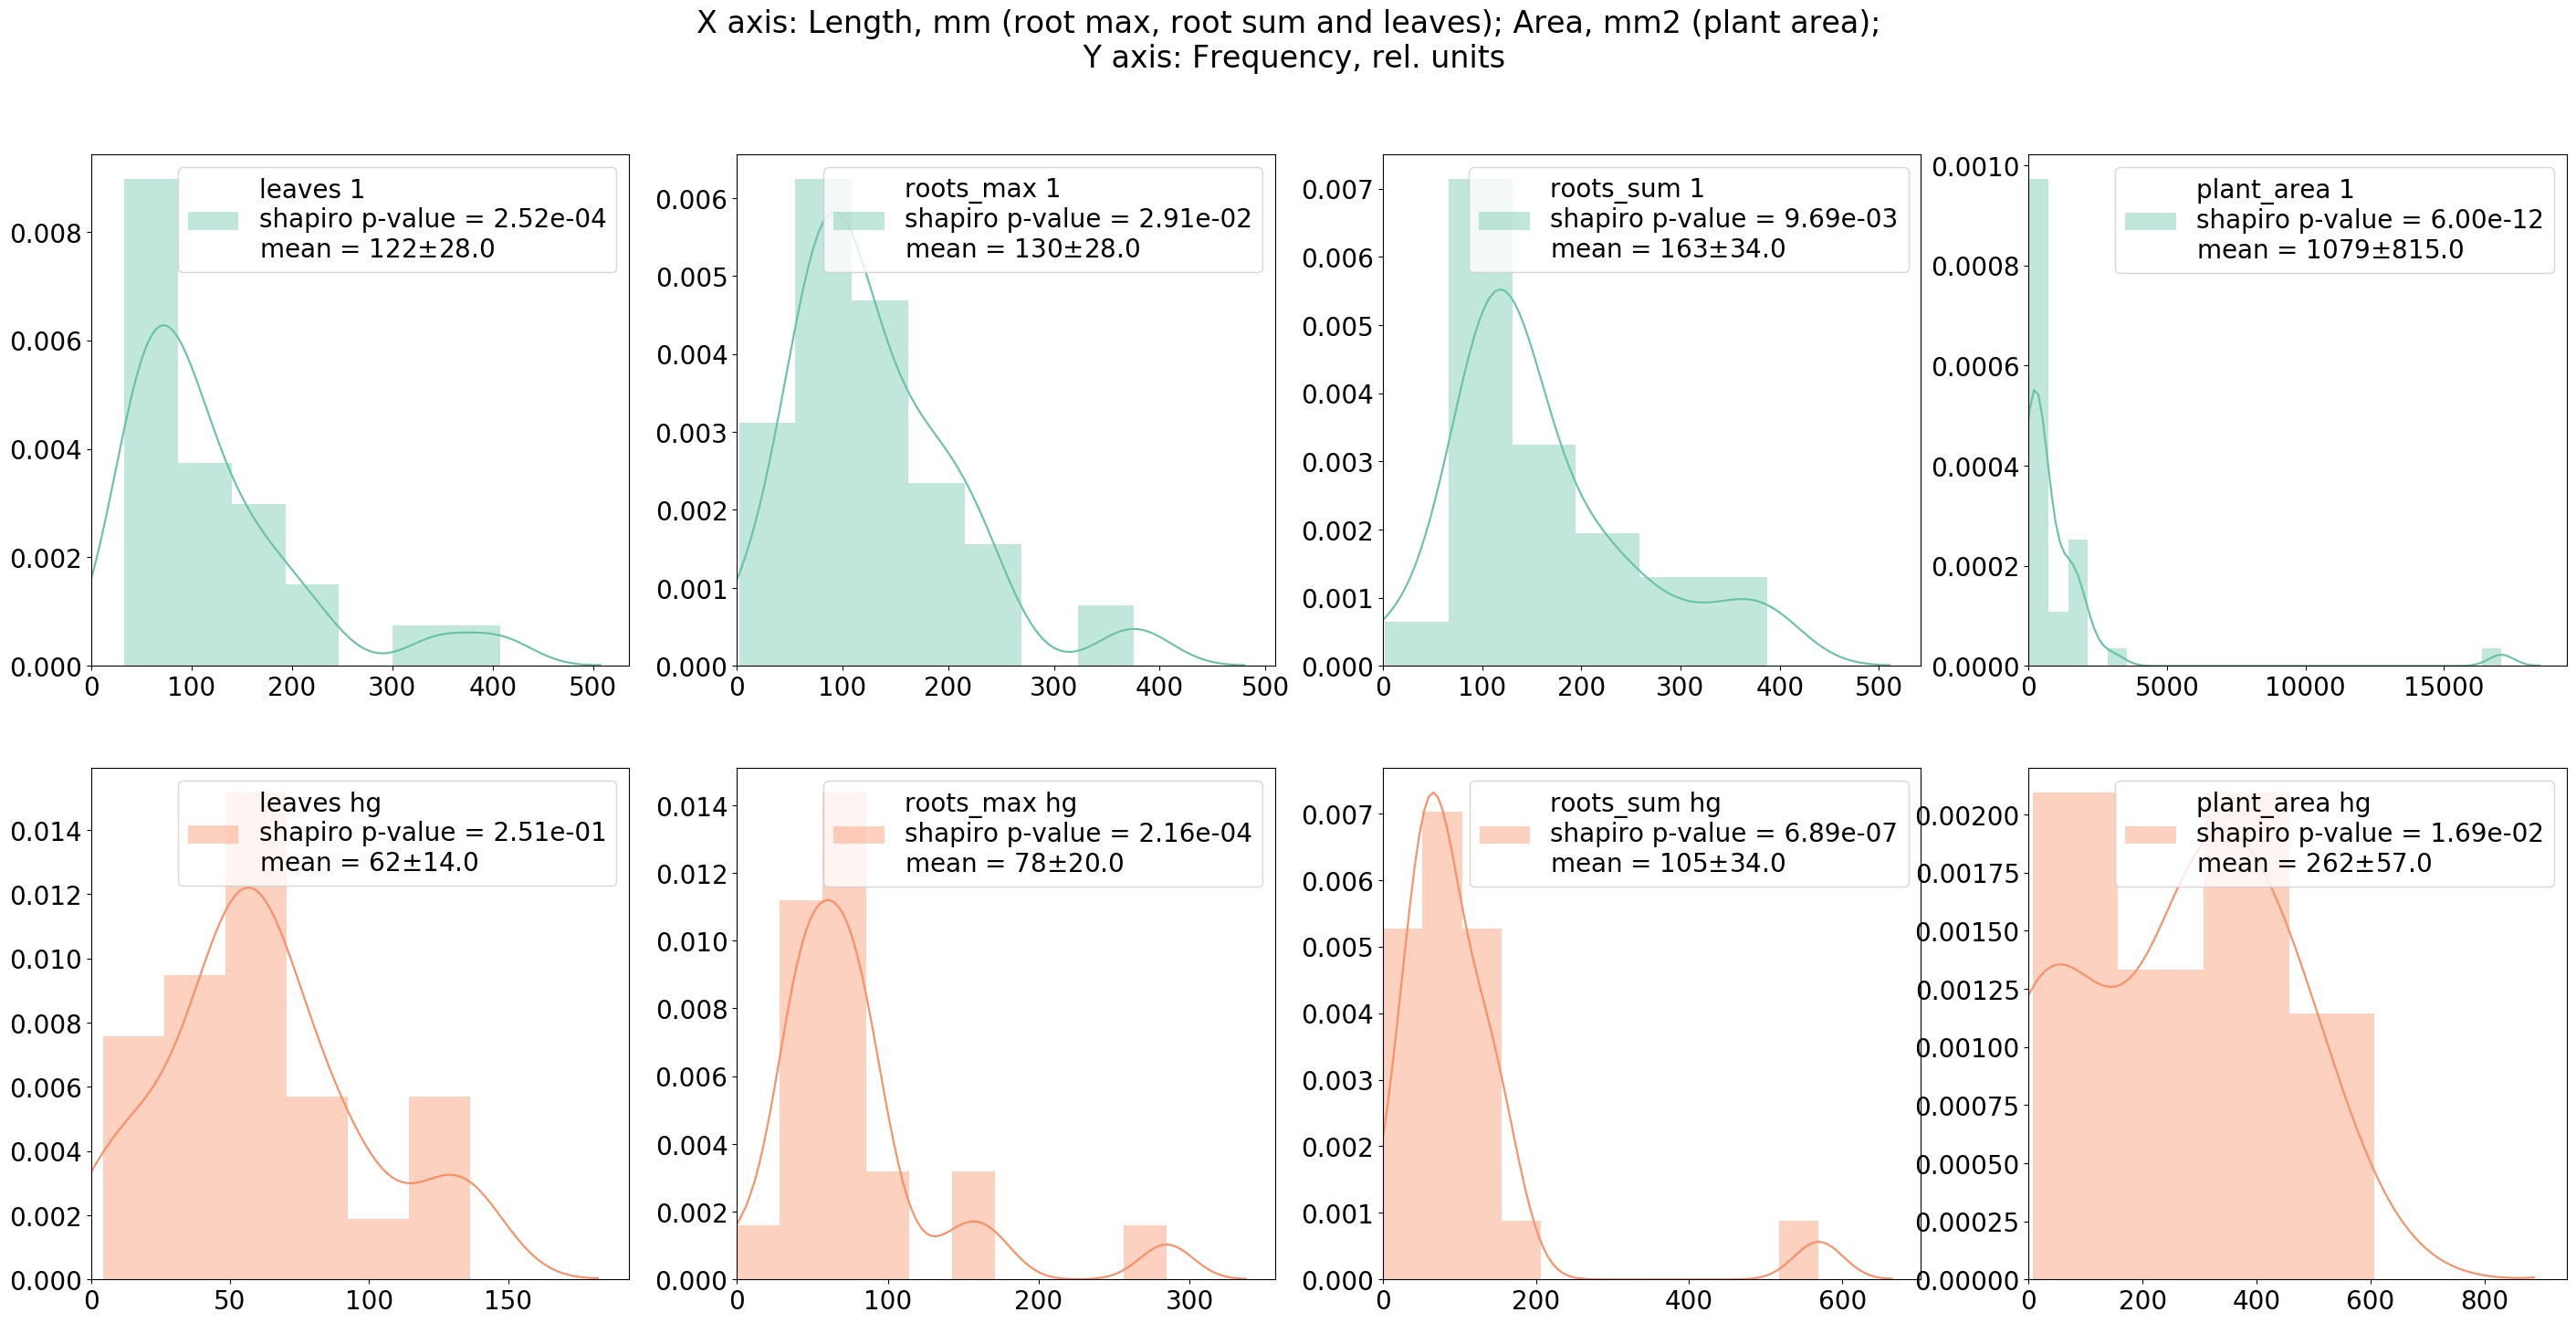 X axis: Length, mm (root max, root sum and leaves); Area, mm2 (plant area);
Y axis: Frequency, rel. units
leaves 1
shapiro p-value = 2.52e-04
mean = 122±28.0
0.008
0.006
0.004
0.002
0.000
0 100 200 300 400 500
roots_max 1
shapiro p-value = 2.91e-02
mean = 130±28.0
0.006
0.005
0.004
0.003
0.002
0.001
0.000
0 100 200 300 400 500
roots_sum 1
shapiro p-value = 9.69e-03
mean = 163±34.0
0.007
0.006
0.005
0.004
0.003
0.002
0.001
0.000
0 100 200 300 400 500
plant_area 1
shapiro p-value = 6.00e-12
mean = 1079±815.0
0.0010
0.0008
0.0006
0.0004
0.0002
0.0000
0 5000 10000 15000
leaves hg
shapiro p-value = 2.51e-01
mean = 62±14.0
0.014
0.012
0.010
0.008
0.006
0.004
0.002
0.000
0 50 100 150
roots_max hg
shapiro p-value = 2.16e-04
mean = 78±20.0
0.014
0.012
0.010
0.008
0.006
0.004
0.002
0.000
0 100 200 300
roots_sum hg
shapiro p-value = 6.89e-07
mean = 105±34.0
0.007
0.006
0.005
0.004
0.003
0.002
0.001
0.000
0 200 400 600
plant_area hg
shapiro p-value = 1.69e-02
mean = 262±57.0
0.00200
0.00175
0.00150
0.00125
0.00100
0.00075
0.00050
0.00025
0.00000
0 200 400 600 800